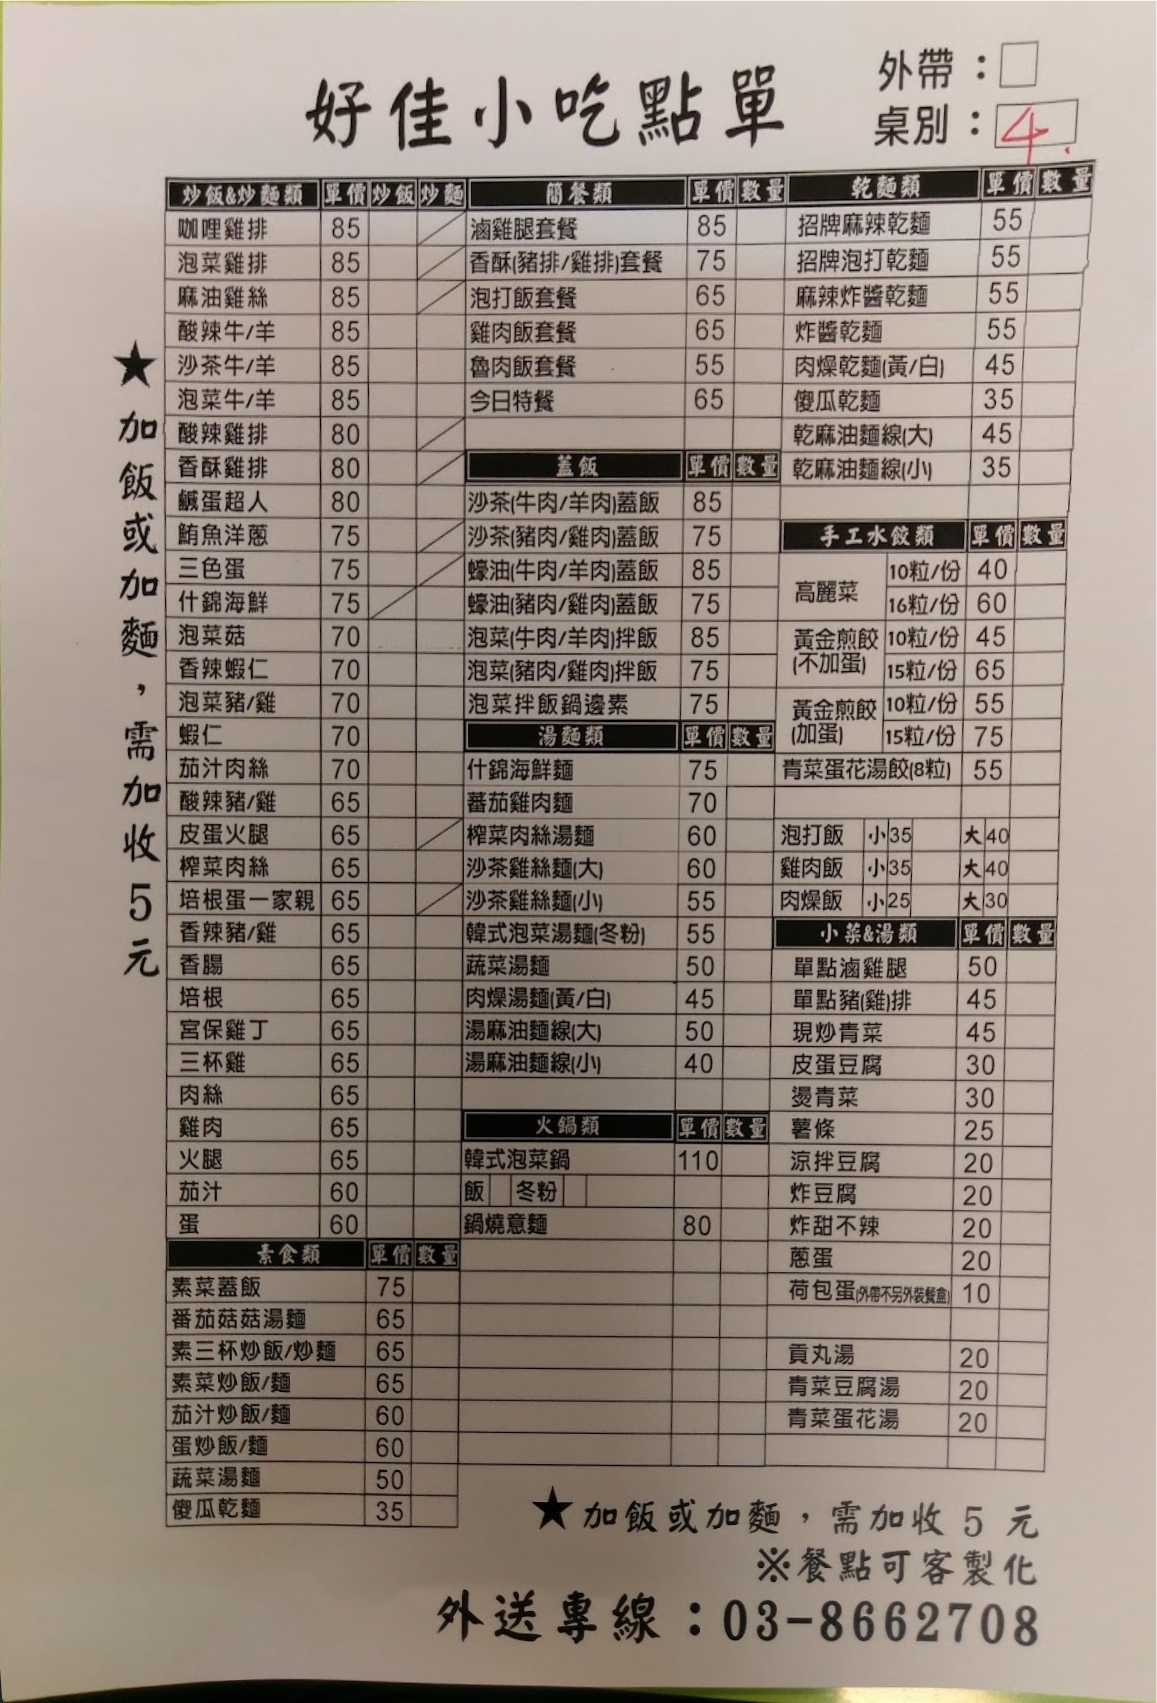 好佳小吃點單
外帶：
桌別：4.
炒飯&炒麵類 單價 炒飯 炒麵
咖哩雞排 85
泡菜雞排 85
麻油雞絲 85
酸辣牛/羊 85
沙茶牛/羊 85
泡菜牛/羊 85
酸辣雞排 80
香酥雞排 80
鹹蛋超人 80
鮪魚洋蔥 75
三色蛋 75
什錦海鮮 75
泡菜菇 70
香辣蝦仁 70
泡菜豬/雞 70
蝦仁 70
茄汁肉絲 70
酸辣豬/雞 65
皮蛋火腿 65
榨菜肉絲 65
培根蛋一家親 65
香辣豬/雞 65
香腸 65
培根 65
宮保雞丁 65
三杯雞 65
肉絲 65
雞肉 65
火腿 65
茄汁 60
蛋 60
素食類 單價 數量
素菜蓋飯 75
番茄菇菇湯麵 65
素三杯炒飯/炒麵 65
素菜炒飯/麵 65
茄汁炒飯/麵 60
蛋炒飯/麵 60
蔬菜湯麵 50
傻瓜乾麵 35
簡餐類 單價 數量
滷雞腿套餐 85
香酥(豬排/雞排)套餐 75
泡打飯套餐 65
雞肉飯套餐 65
魯肉飯套餐 55
今日特餐 65
蓋飯 單價 數量
沙茶(牛肉/羊肉)蓋飯 85
沙茶(豬肉/雞肉)蓋飯 75
蠔油(牛肉/羊肉)蓋飯 85
蠔油(豬肉/雞肉)蓋飯 75
泡菜(牛肉/羊肉)拌飯 85
泡菜(豬肉/雞肉)拌飯 75
泡菜拌飯鍋邊素 75
湯麵類 單價 數量
什錦海鮮麵 75
蕃茄雞肉麵 70
榨菜肉絲湯麵 60
沙茶雞絲麵(大) 60
沙茶雞絲麵(小) 55
韓式泡菜湯麵(冬粉) 55
蔬菜湯麵 50
肉燥湯麵(黃/白) 45
湯麻油麵線(大) 50
湯麻油麵線(小) 40
火鍋類 單價 數量
韓式泡菜鍋 110
飯 冬粉
鍋燒意麵 80
乾麵類 單價 數量
招牌麻辣乾麵 55
招牌泡打乾麵 55
麻辣炸醬乾麵 55
炸醬乾麵 55
肉燥乾麵(黃/白) 45
傻瓜乾麵 35
乾麻油麵線(大) 45
乾麻油麵線(小) 35
手工水餃類 單價 數量
高麗菜 10粒/份 40
16粒/份 60
黃金煎餃(不加蛋) 10粒/份 45
15粒/份 65
黃金煎餃(加蛋) 10粒/份 55
15粒/份 75
青菜蛋花湯餃(8粒) 55
泡打飯 小35 大40
雞肉飯 小35 大40
肉燥飯 小25 大30
小菜&湯類 單價 數量
單點滷雞腿 50
單點豬(雞)排 45
現炒青菜 45
皮蛋豆腐 30
燙青菜 30
薯條 25
涼拌豆腐 20
炸豆腐 20
炸甜不辣 20
蔥蛋 20
荷包蛋(外帶不另外裝餐盒) 10
貢丸湯 20
青菜豆腐湯 20
青菜蛋花湯 20
★加飯或加麵，需加收5元
★加飯或加麵，需加收 5 元
※餐點可客製化
外送專線：03-8662708